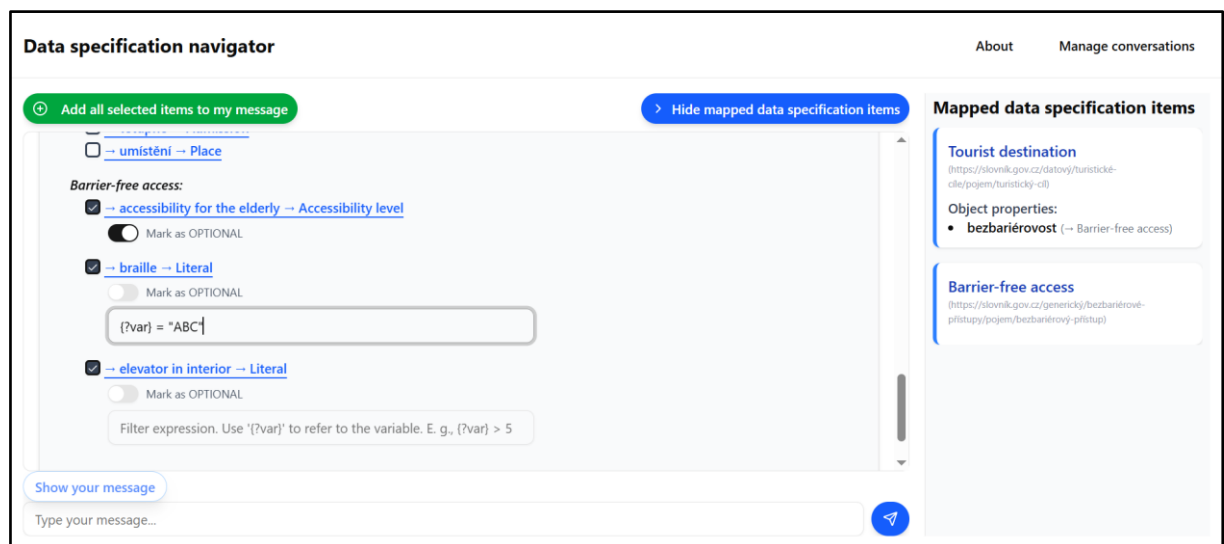 Data specification navigator
About
Manage conversations
Add all selected items to my message
Hide mapped data specification items
→ umístění → Place
Barrier-free access:
→ accessibility for the elderly → Accessibility level
Mark as OPTIONAL
→ braille → Literal
Mark as OPTIONAL
{?var} = "ABC"
→ elevator in interior → Literal
Mark as OPTIONAL
Filter expression. Use '{?var}' to refer to the variable. E. g., {?var} > 5
Show your message
Type your message...
Mapped data specification items
Tourist destination
(https://slovník.gov.cz/datový/turistické-
cíle/pojem/turistický-cíl)
Object properties:
• bezbariérovost (→ Barrier-free access)
Barrier-free access
(https://slovník.gov.cz/generický/bezbariérové-
přístupy/pojem/bezbariérový-přístup)